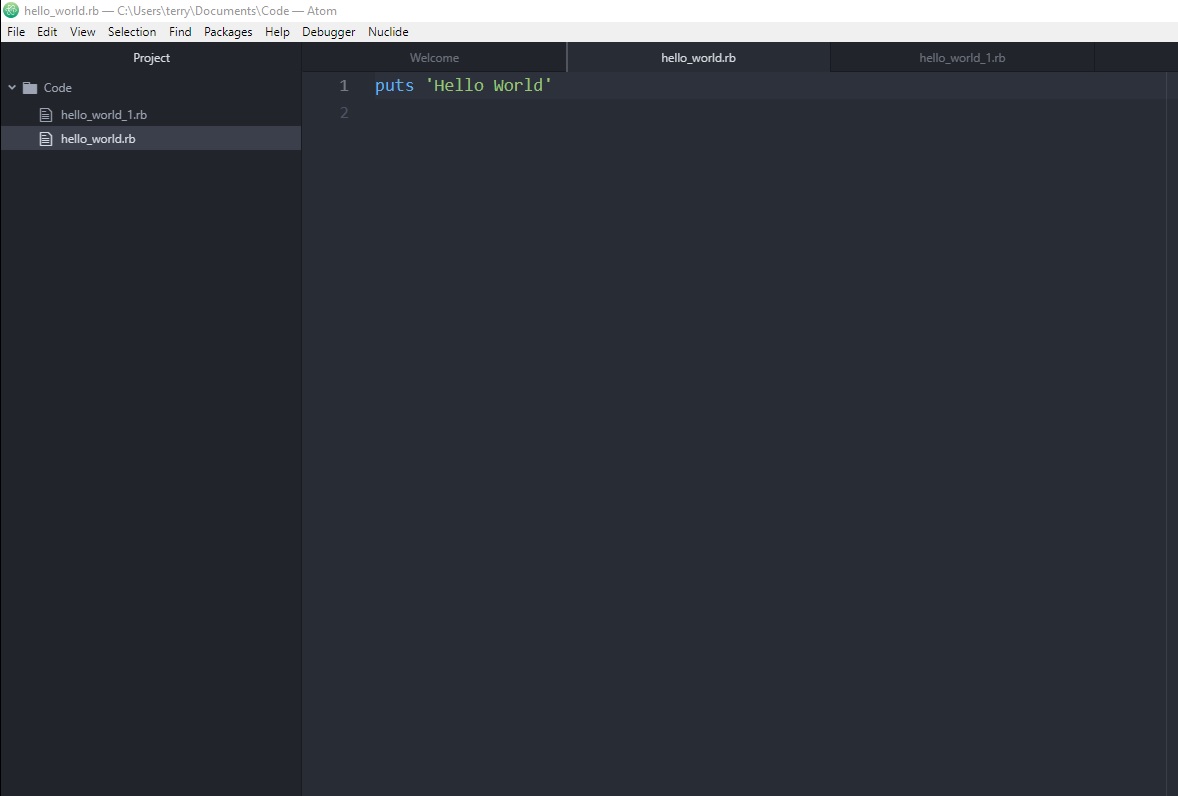 hello_world.rb — C:\Users\terry\Documents\Code — Atom
File Edit View Selection Find Packages Help Debugger Nuclide
Project
Welcome
hello_world.rb
hello_world_1.rb
Code
hello_world_1.rb
hello_world.rb
1 puts 'Hello World'
2